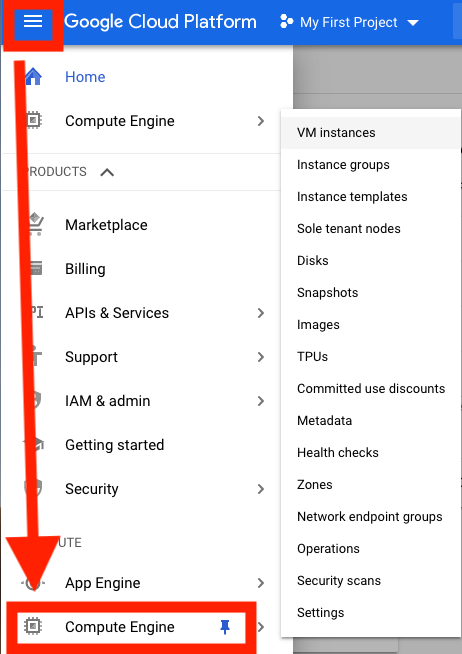 Google Cloud Platform
My First Project
Home
Compute Engine
PRODUCTS
Marketplace
Billing
APIs & Services
Support
IAM & admin
Getting started
Security
UTE
App Engine
Compute Engine
VM instances
Instance groups
Instance templates
Sole tenant nodes
Disks
Snapshots
Images
TPUs
Committed use discounts
Metadata
Health checks
Zones
Network endpoint groups
Operations
Security scans
Settings